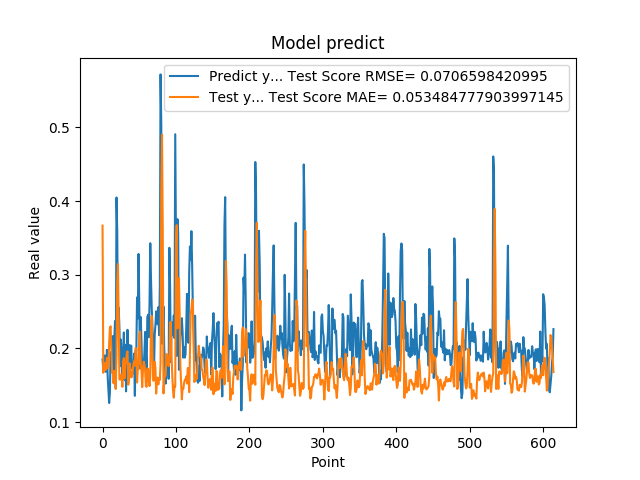 Model predict
Predict y... Test Score RMSE= 0.0706598420995
Test y... Test Score MAE= 0.053484777903997145
0.5
0.4
0.3
0.2
0.1
Real value
0 100 200 300 400 500 600
Point